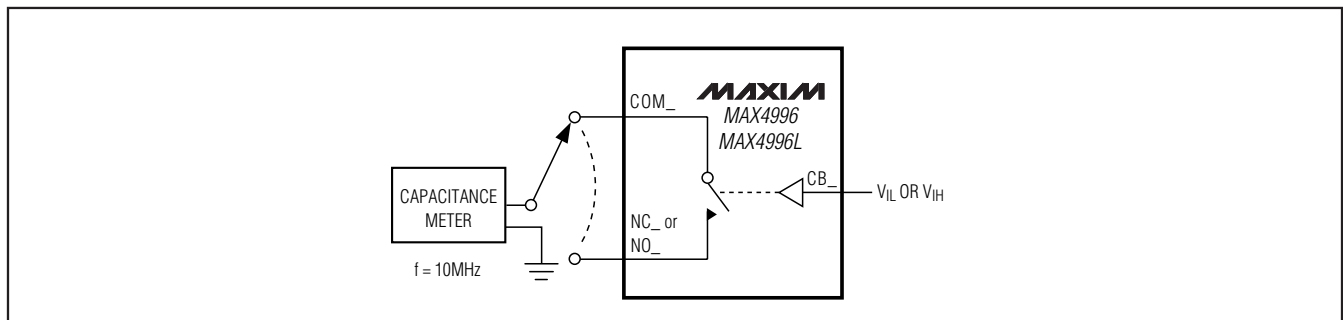 COM_
MAXIM
MAX4996
MAX4996L
CB_
VIL OR VIH
CAPACITANCE
METER
NC_ or
NO_
f = 10MHz